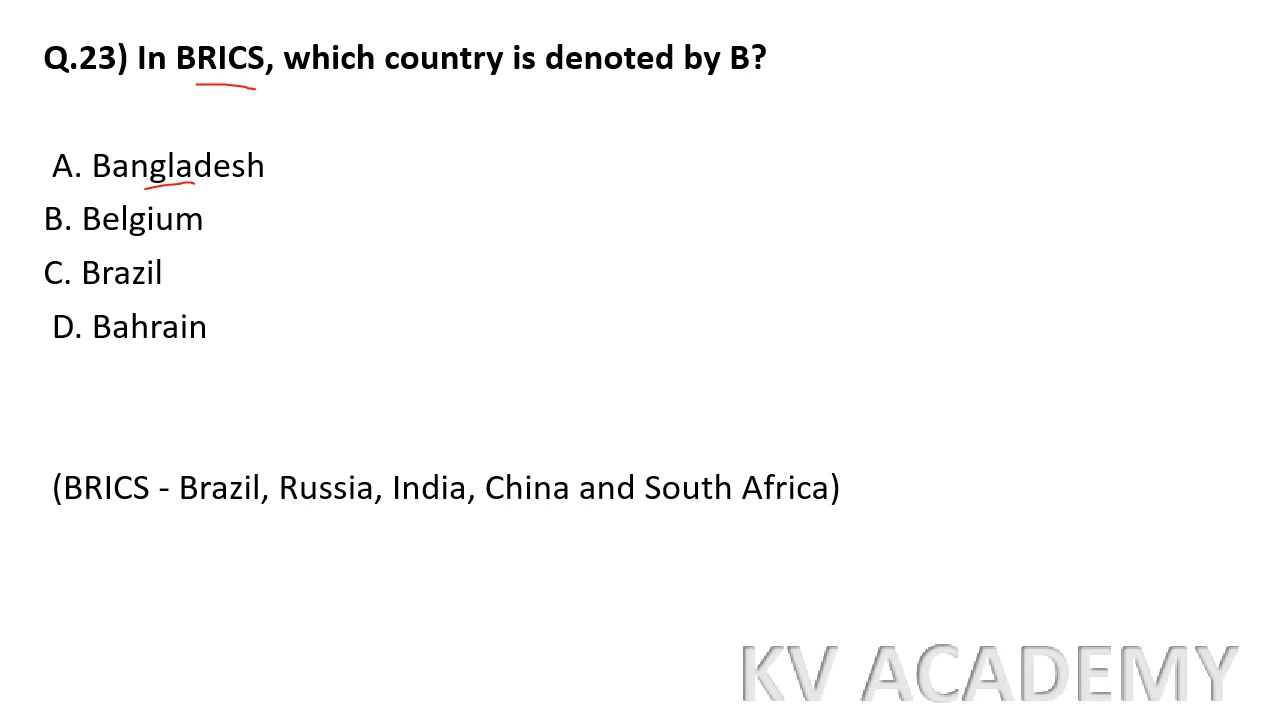 Q.23) In BRICS, which country is denoted by B?
A. Bangladesh
B. Belgium
C. Brazil
D. Bahrain
(BRICS - Brazil, Russia, India, China and South Africa)
KV ACADEMY